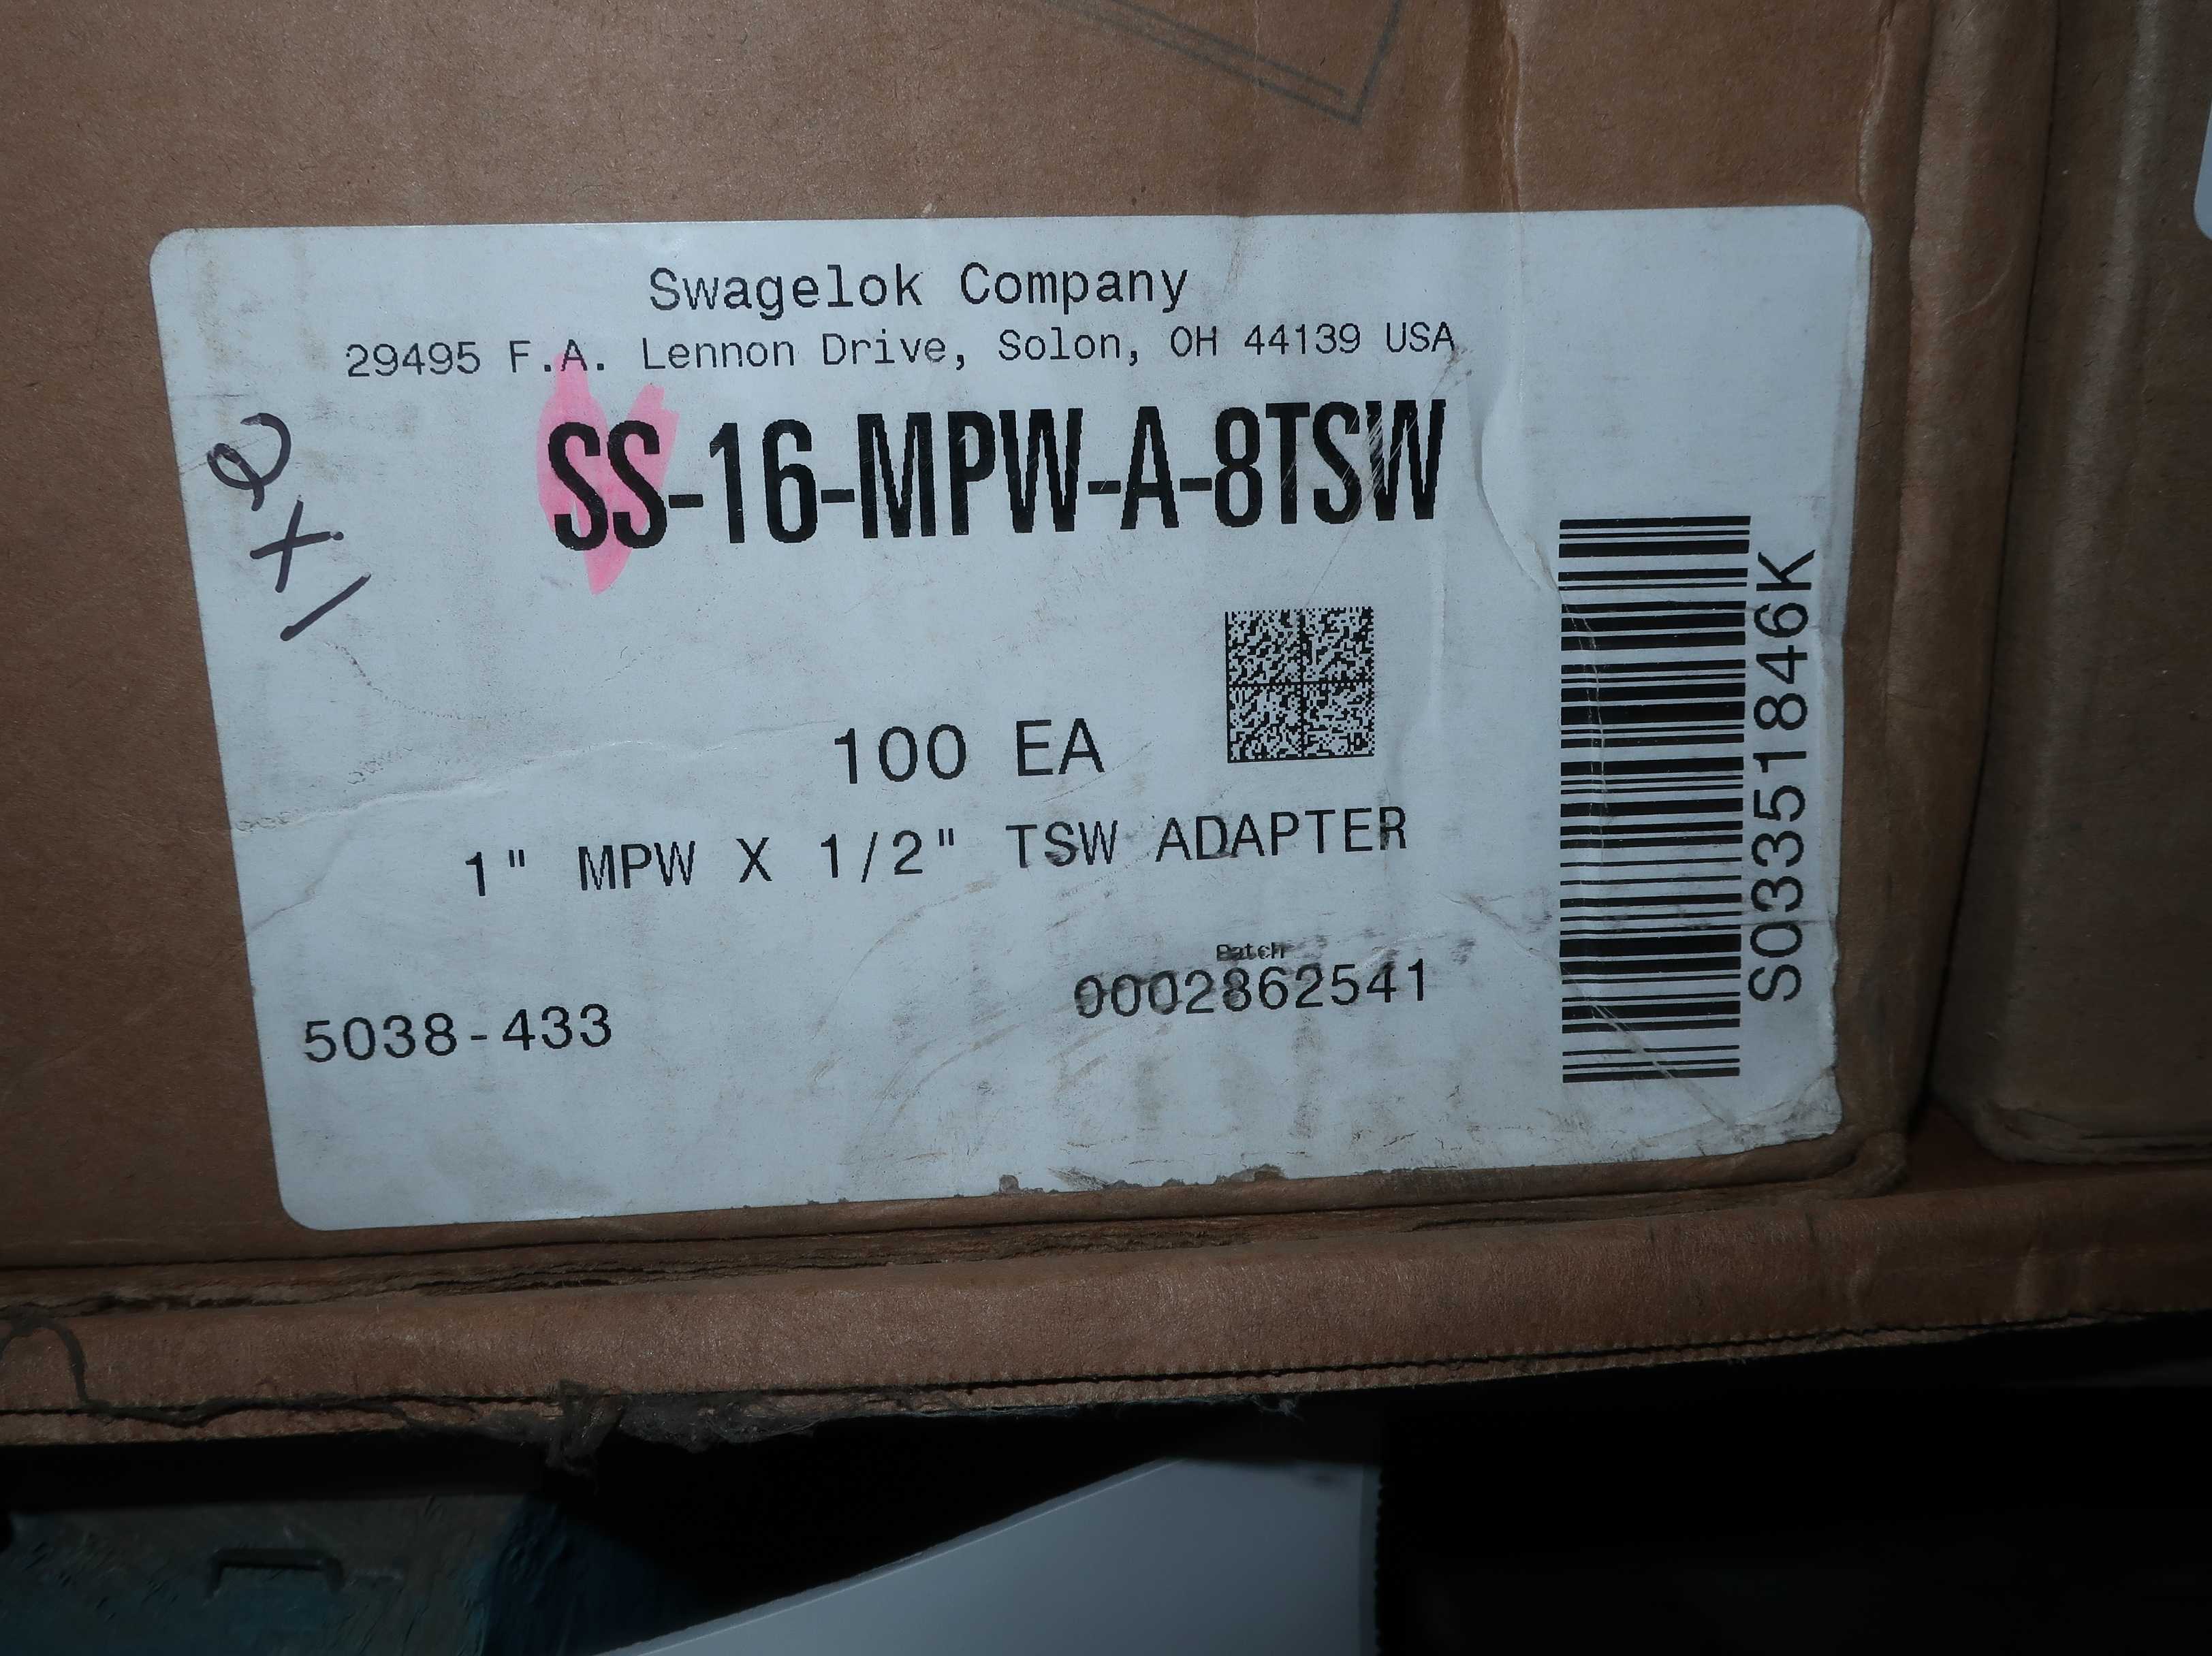 Swagelok Company
29495 F.A. Lennon Drive, Solon, OH 44139 USA
SS-16-MPW-A-8TSW
100 EA
1" MPW X 1/2" TSW ADAPTER
Batch
0002862541
5038-433
S03351846K